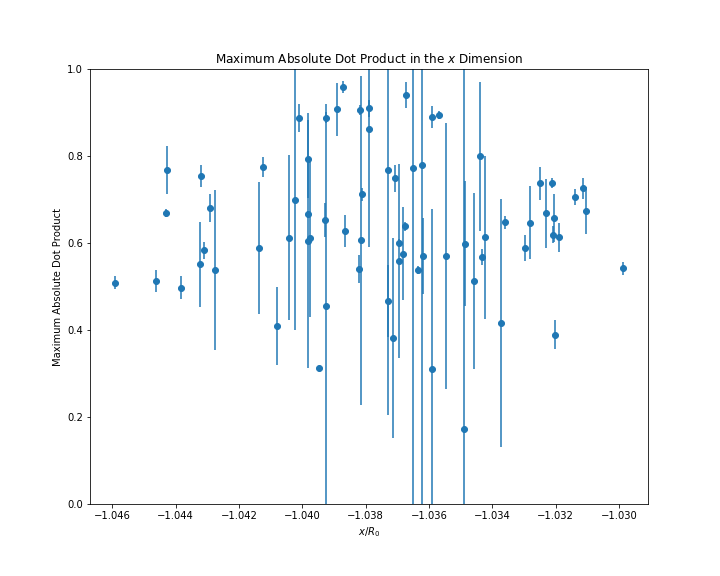 Maximum Absolute Dot Product in the x Dimension
Maximum Absolute Dot Product
1.0
0.8
0.6
0.4
0.2
0.0
−1.046 −1.044 −1.042 −1.040 −1.038 −1.036 −1.034 −1.032 −1.030
x/R₀